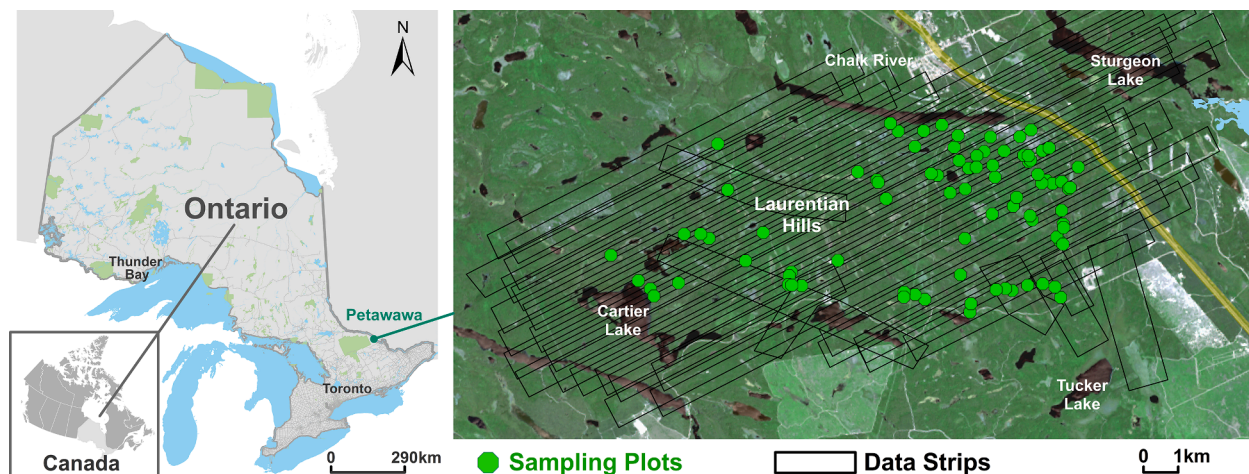 N
Ontario
Thunder
Bay
Petawawa
Toronto
Canada
0 290km
Chalk River
Sturgeon
Lake
Laurentian
Hills
Cartier
Lake
Tucker
Lake
Sampling Plots
Data Strips
0 1km